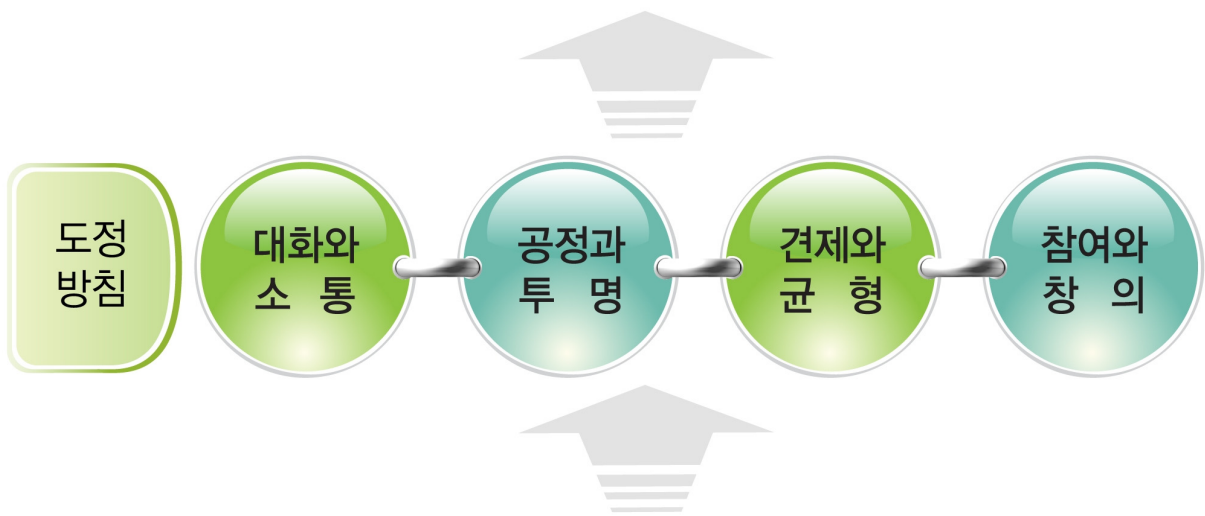 도정
방침
대화와
소 통
공정과
투 명
견제와
균 형
참여와
창 의